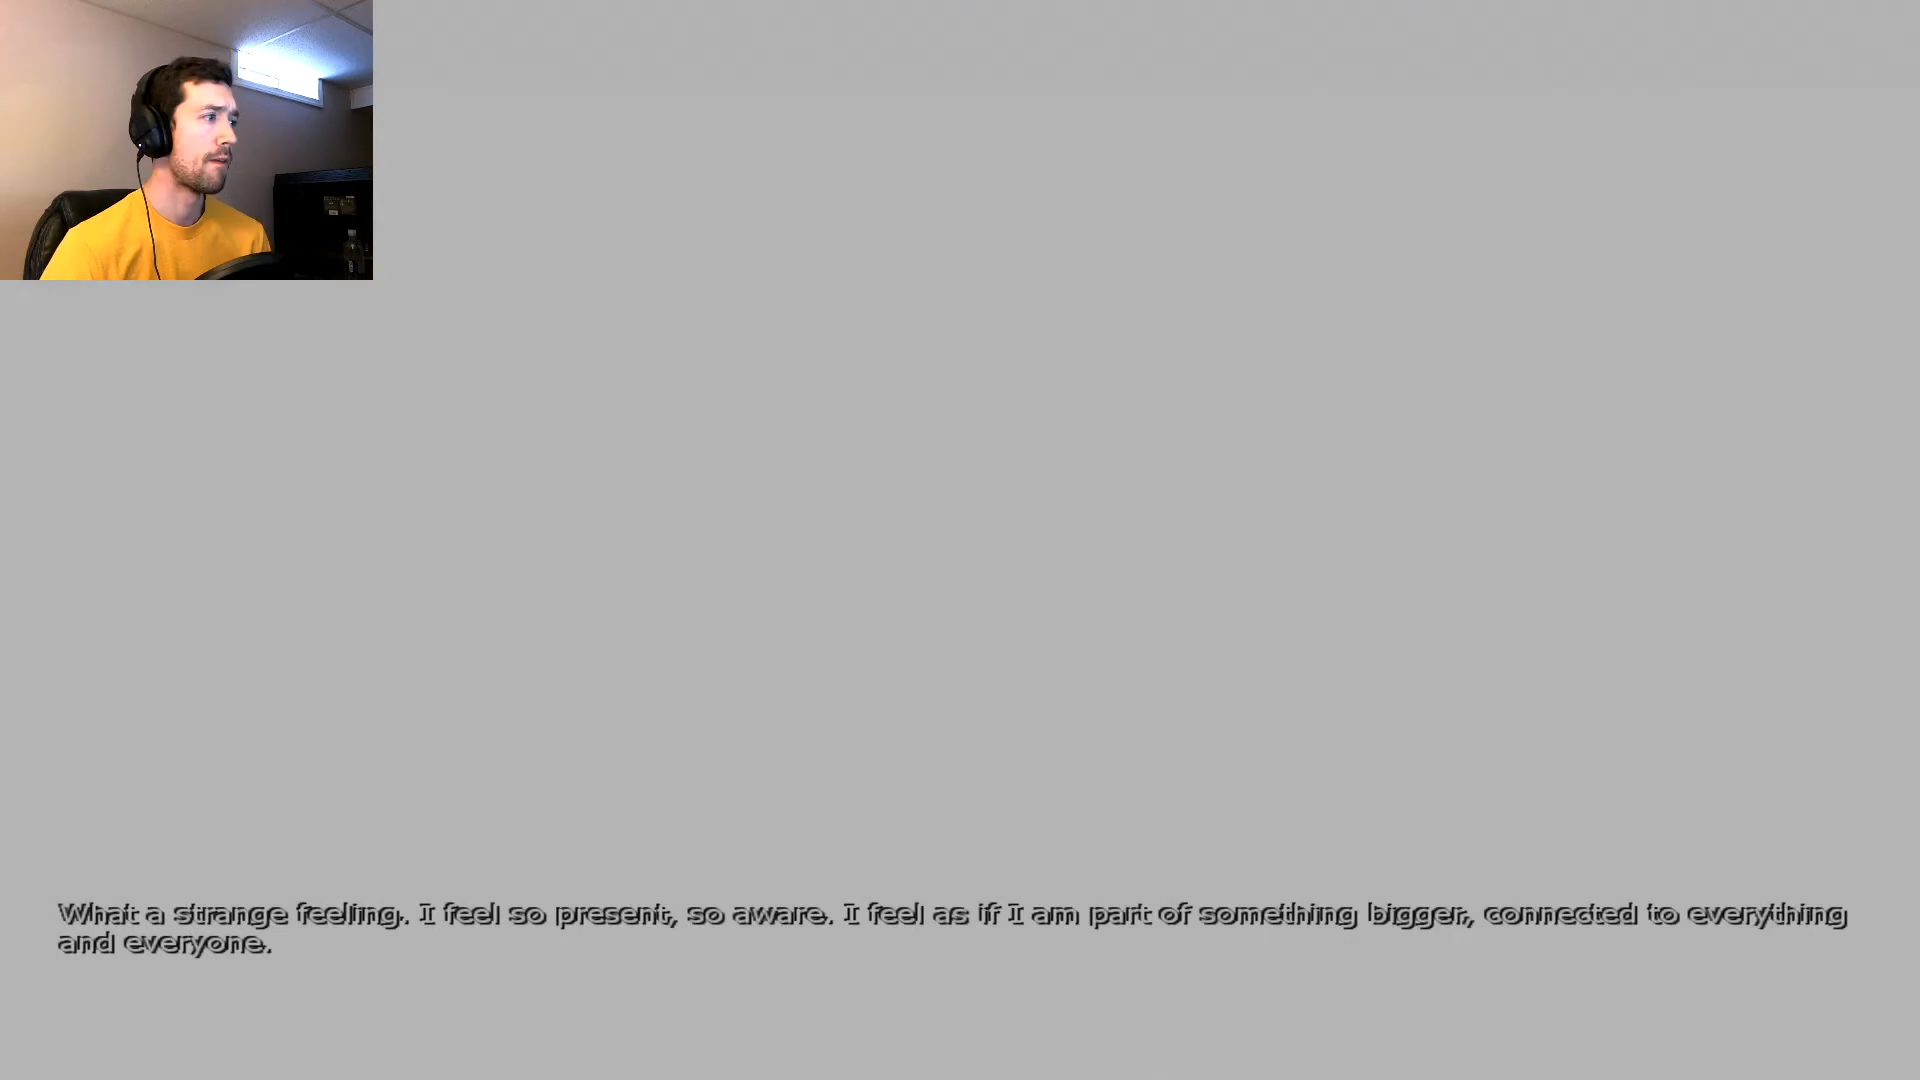 What a strange feeling. I feel so present, so aware. I feel as if I am part of something bigger, connected to everything
and everyone.